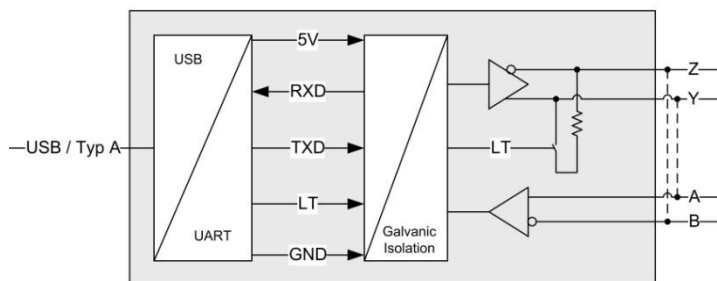 USB
5V
RXD
USB / Typ A
TXD
LT
LT
UART
GND
Galvanic
Isolation
Z
Y
A
B